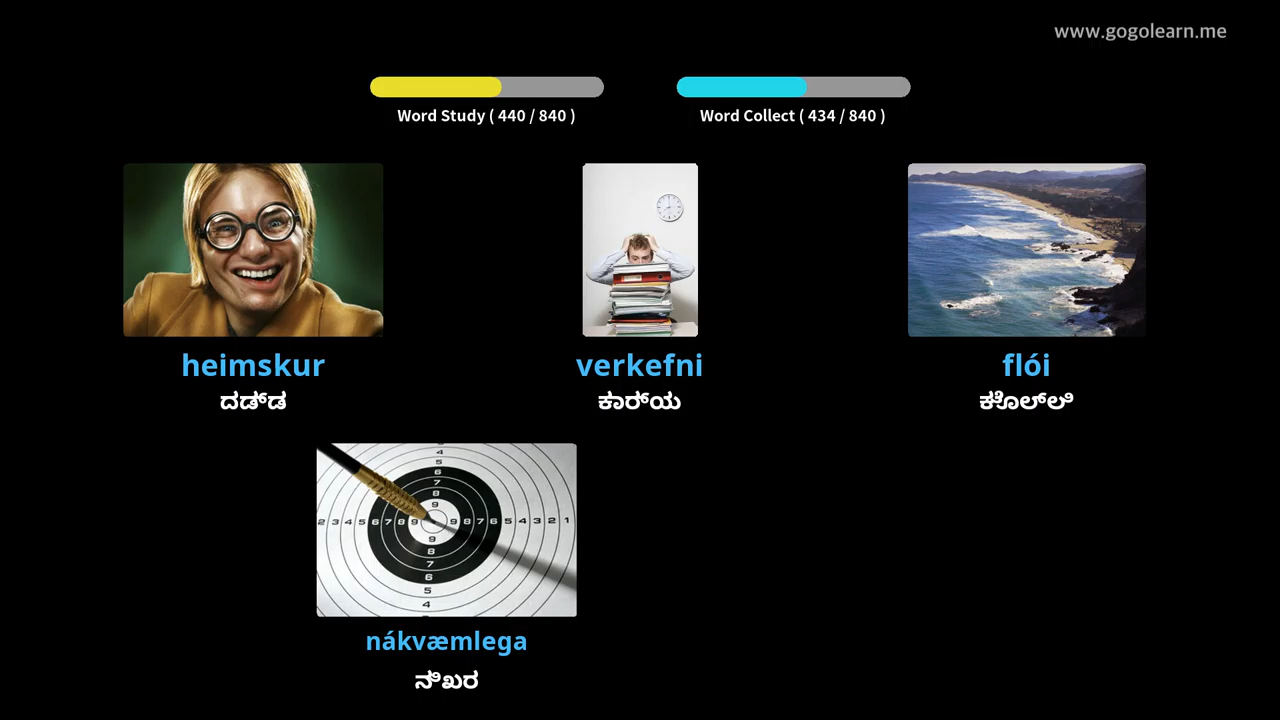 www.gogolearn.me
Word Study ( 440 / 840 )
Word Collect ( 434 / 840 )
heimskur
verkefni
flói
ದಡ್ಡ
ಕಾರ್ಯ
ಕೊಲ್ಲಿ
nákvæmlega
ನಿಖರ